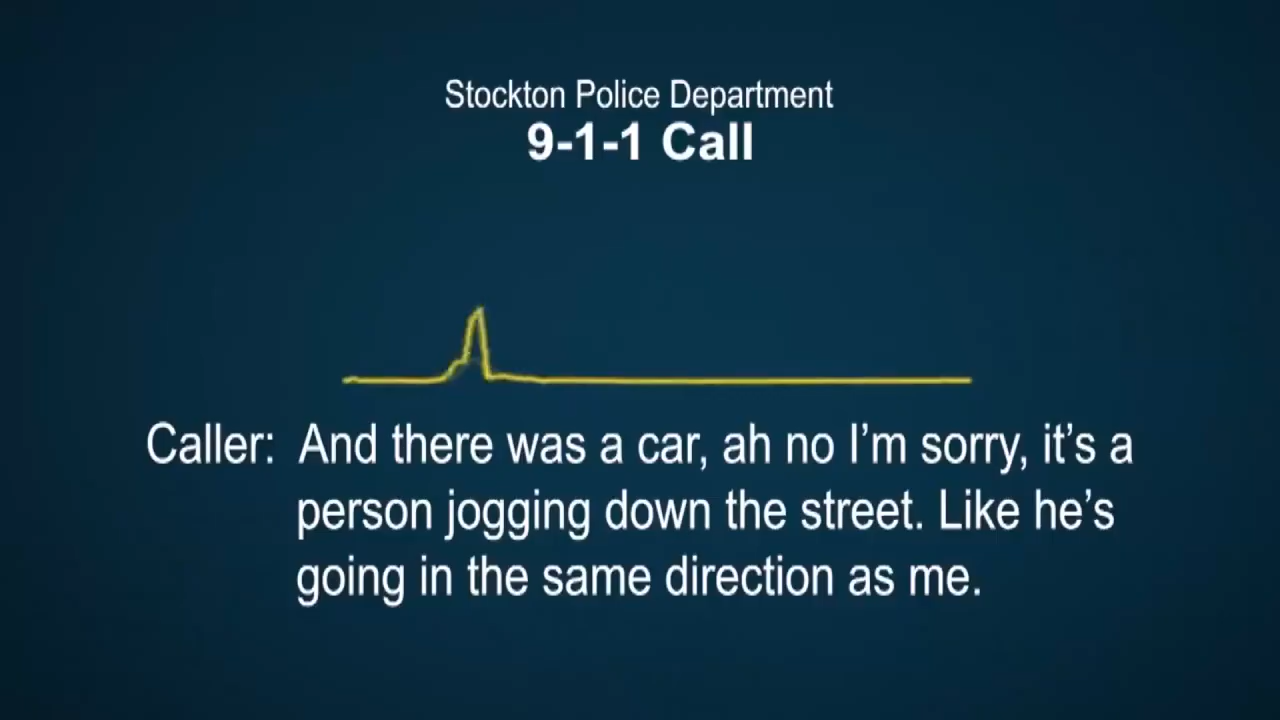 Stockton Police Department
9-1-1 Call
Caller: And there was a car, ah no I'm sorry, it's a
person jogging down the street. Like he's
going in the same direction as me.